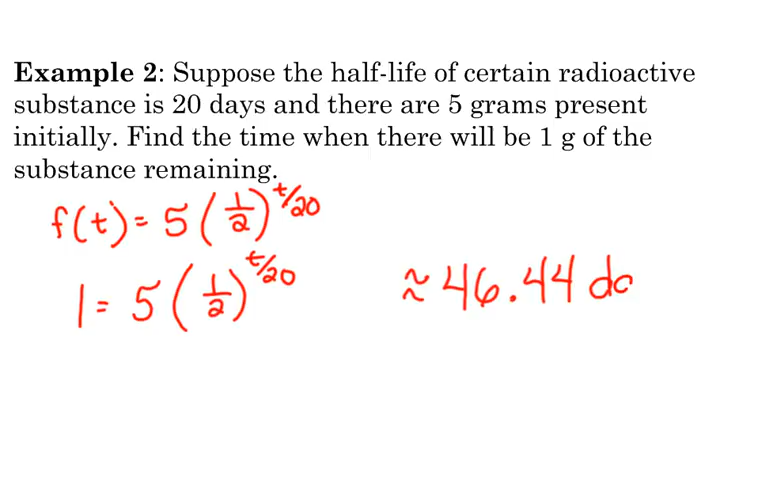 Example 2: Suppose the half-life of certain radioactive
substance is 20 days and there are 5 grams present
initially. Find the time when there will be 1 g of the
substance remaining.
f(t) = 5 (1/2)^t/20
1 = 5 (1/2)^t/20
≈ 46.44 da